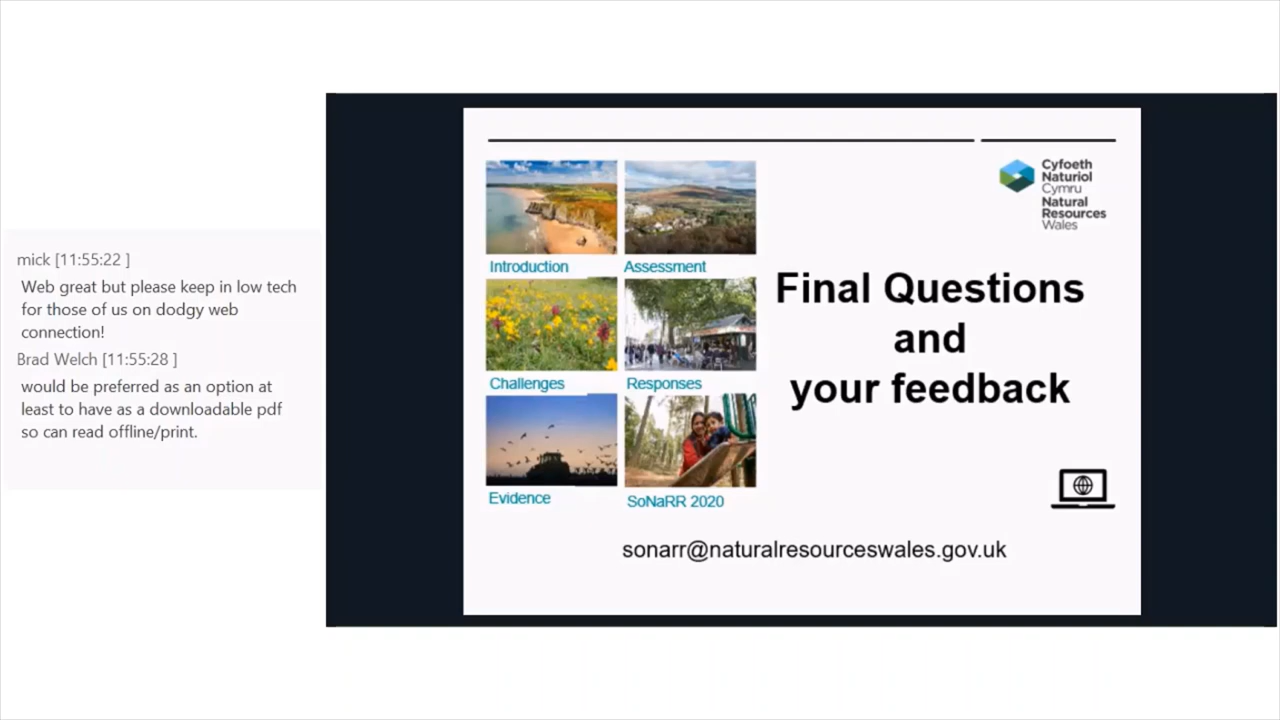 mick [11:55:22 ]
Web great but please keep in low tech
for those of us on dodgy web
connection!
Brad Welch [11:55:28 ]
would be preferred as an option at
least to have as a downloadable pdf
so can read offline/print.
Cyfoeth
Naturiol
Cymru
Natural
Resources
Wales
Introduction
Assessment
Challenges
Responses
Evidence
SoNaRR 2020
Final Questions
and
your feedback
sonarr@naturalresourceswales.gov.uk